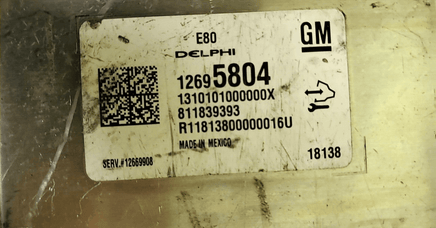 E80
GM
DELPHI
12695804
1310101000000X
811839393
R11813800000016U
MADE IN MEXICO
18138
SERV.#12669908